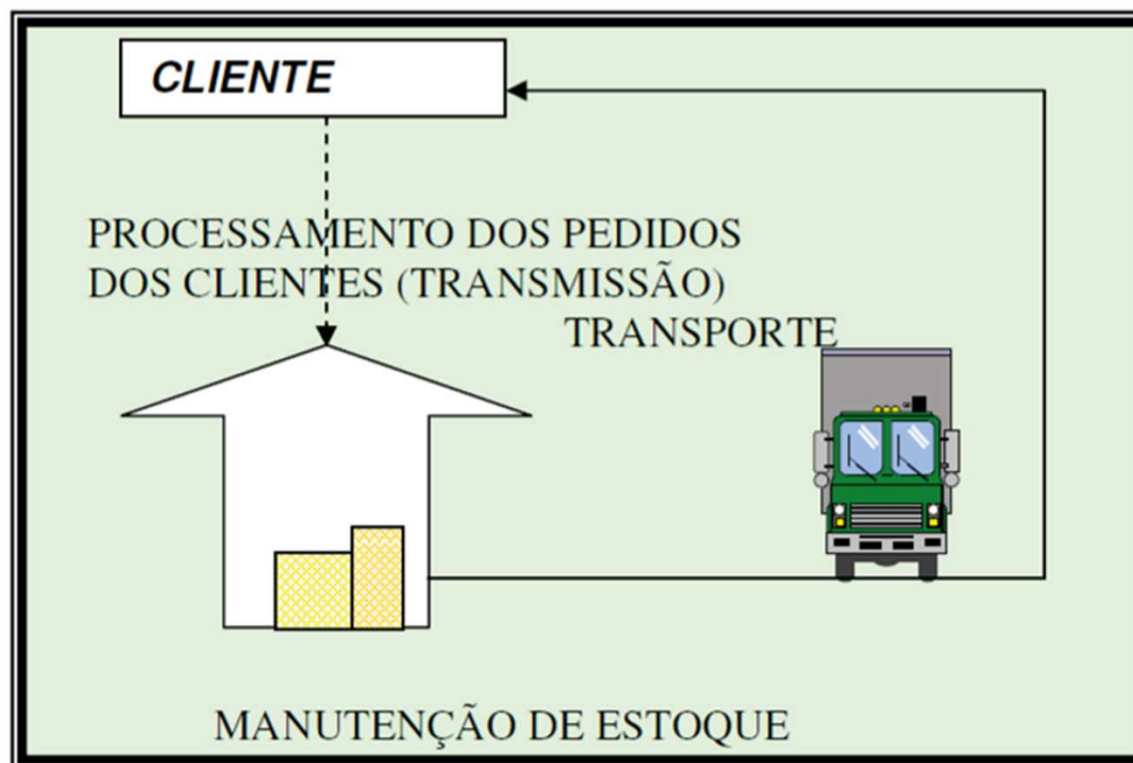 CLIENTE
PROCESSAMENTO DOS PEDIDOS
DOS CLIENTES (TRANSMISSÃO)
TRANSPORTE
MANUTENÇÃO DE ESTOQUE